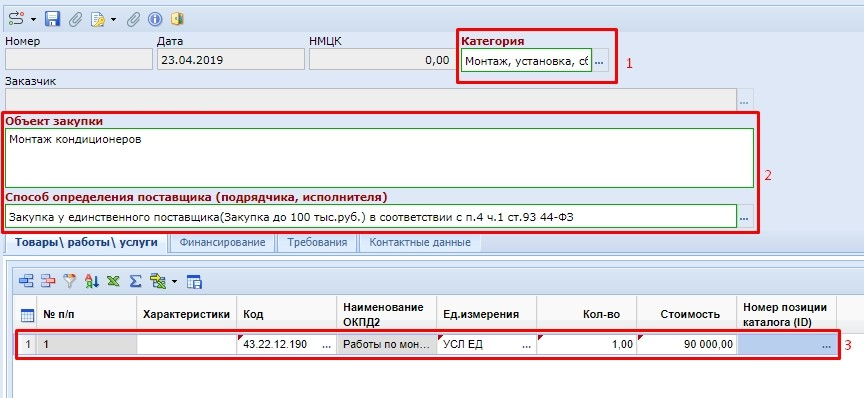 Номер Дата НМЦК Категория
23.04.2019 0,00 Монтаж, установка, сб ... 1
Заказчик
...
Объект закупки
Монтаж кондиционеров
2
Способ определения поставщика (подрядчика, исполнителя)
Закупка у единственного поставщика(Закупка до 100 тыс.руб.) в соответствии с п.4 ч.1 ст.93 44-ФЗ ...
Товары\ работы\ услуги Финансирование Требования Контактные данные
№ п/п Характеристики Код Наименование ОКПД2 Ед.измерения Кол-во Стоимость Номер позиции каталога (ID)
1 1 43.22.12.190 ... Работы по мон... УСЛ ЕД ... 1,00 90 000,00 ... 3